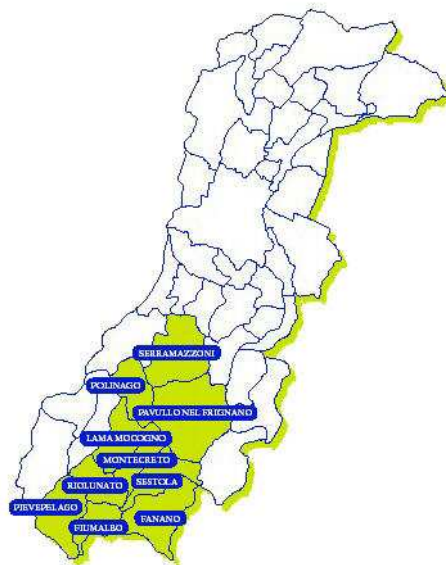 SERRAMAZZONI
POLINAGO
PAVULLO NEL FRIGNANO
LAMA MOCOGNO
MONTECRETO
RIOLUNATO
SESTOLA
PIEVEPELAGO
FANANO
FIUMALBO